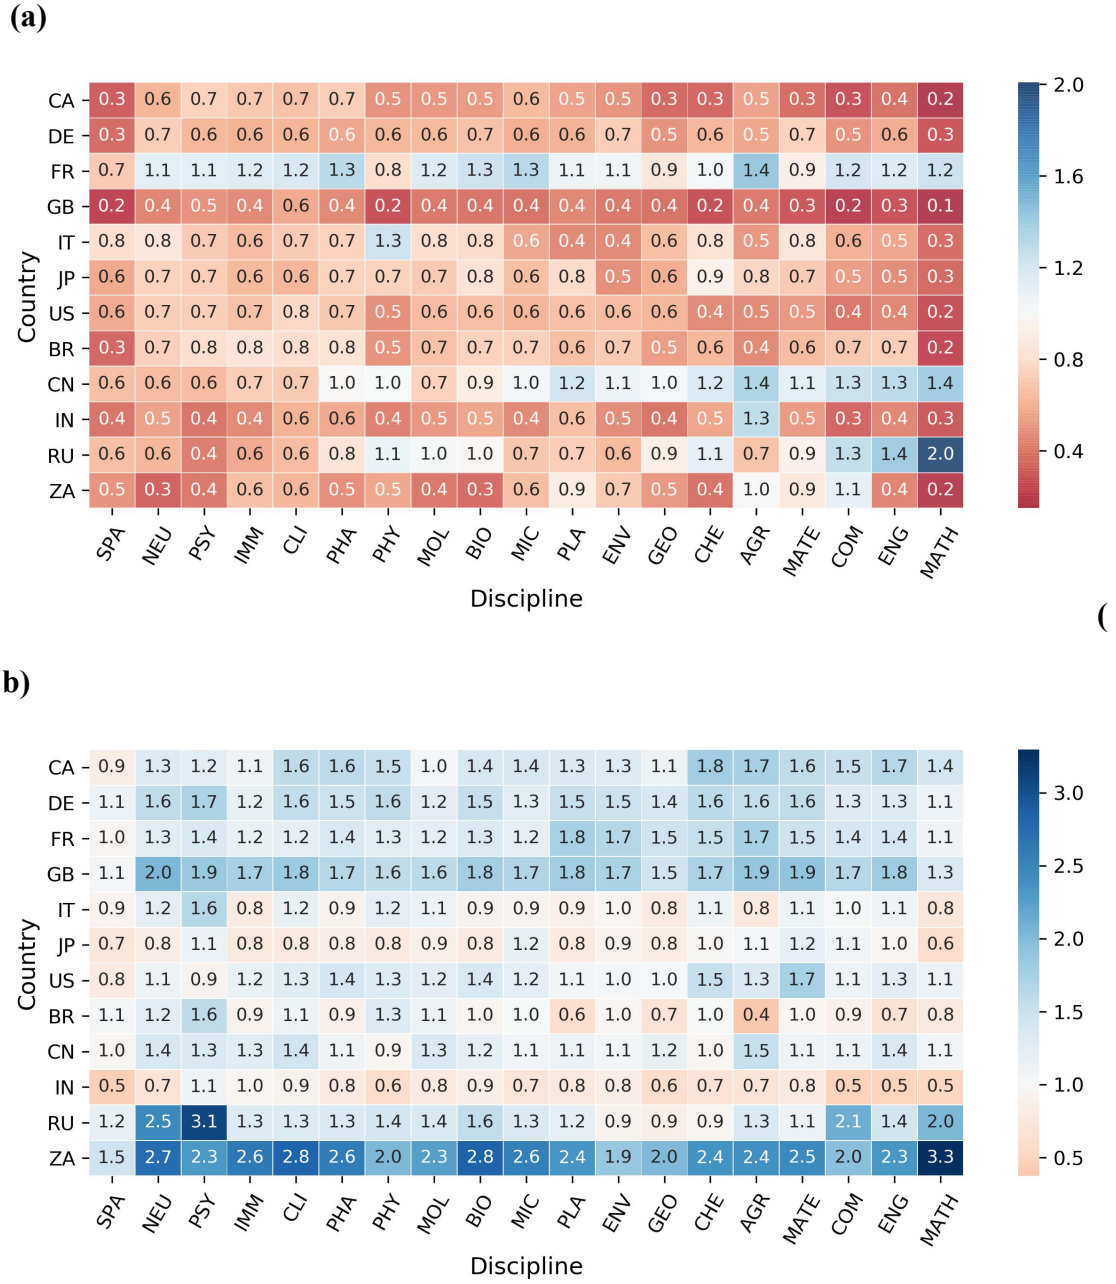 (a)
CA 0.3 0.6 0.7 0.7 0.7 0.7 0.5 0.5 0.5 0.6 0.5 0.5 0.3 0.3 0.5 0.3 0.3 0.4 0.2
DE 0.3 0.7 0.6 0.6 0.6 0.6 0.6 0.6 0.7 0.6 0.6 0.7 0.5 0.6 0.5 0.7 0.5 0.6 0.3
FR 0.7 1.1 1.1 1.2 1.2 1.3 0.8 1.2 1.3 1.3 1.1 1.1 0.9 1.0 1.4 0.9 1.2 1.2 1.2
GB 0.2 0.4 0.5 0.4 0.6 0.4 0.2 0.4 0.4 0.4 0.4 0.4 0.4 0.2 0.4 0.3 0.2 0.3 0.1
IT 0.8 0.8 0.7 0.6 0.7 0.7 1.3 0.8 0.8 0.6 0.4 0.4 0.6 0.8 0.5 0.8 0.6 0.5 0.3
JP 0.6 0.7 0.7 0.6 0.6 0.7 0.7 0.7 0.8 0.6 0.8 0.5 0.6 0.9 0.8 0.7 0.5 0.5 0.3
US 0.6 0.7 0.7 0.7 0.8 0.7 0.5 0.6 0.6 0.6 0.6 0.6 0.6 0.4 0.5 0.5 0.4 0.4 0.2
BR 0.3 0.7 0.8 0.8 0.8 0.8 0.5 0.7 0.7 0.7 0.6 0.7 0.5 0.6 0.4 0.6 0.7 0.7 0.2
CN 0.6 0.6 0.6 0.7 0.7 1.0 1.0 0.7 0.9 1.0 1.2 1.1 1.0 1.2 1.4 1.1 1.3 1.3 1.4
IN 0.4 0.5 0.4 0.4 0.6 0.6 0.4 0.5 0.5 0.4 0.6 0.5 0.4 0.5 1.3 0.5 0.3 0.4 0.3
RU 0.6 0.6 0.4 0.6 0.6 0.8 1.1 1.0 1.0 0.7 0.7 0.6 0.9 1.1 0.7 0.9 1.3 1.4 2.0
ZA 0.5 0.3 0.4 0.6 0.6 0.5 0.5 0.4 0.3 0.6 0.9 0.7 0.5 0.4 1.0 0.9 1.1 0.4 0.2
SPA NEU PSY IMM CLI PHA PHY MOL BIO MIC PLA ENV GEO CHE AGR MATE COM ENG MATH
Discipline
Country
2.0
1.6
1.2
0.8
0.4
(
b)
CA 0.9 1.3 1.2 1.1 1.6 1.6 1.5 1.0 1.4 1.4 1.3 1.3 1.1 1.8 1.7 1.6 1.5 1.7 1.4
DE 1.1 1.6 1.7 1.2 1.6 1.5 1.6 1.2 1.5 1.3 1.5 1.5 1.4 1.6 1.6 1.6 1.3 1.3 1.1
FR 1.0 1.3 1.4 1.2 1.2 1.4 1.3 1.2 1.3 1.2 1.8 1.7 1.5 1.5 1.7 1.5 1.4 1.4 1.1
GB 1.1 2.0 1.9 1.7 1.8 1.7 1.6 1.6 1.8 1.7 1.8 1.7 1.5 1.7 1.9 1.9 1.7 1.8 1.3
IT 0.9 1.2 1.6 0.8 1.2 0.9 1.2 1.1 0.9 0.9 0.9 1.0 0.8 1.1 0.8 1.1 1.0 1.1 0.8
JP 0.7 0.8 1.1 0.8 0.8 0.8 0.8 0.9 0.8 1.2 0.8 0.9 0.8 1.0 1.1 1.2 1.1 1.0 0.6
US 0.8 1.1 0.9 1.2 1.3 1.4 1.3 1.2 1.4 1.2 1.1 1.0 1.0 1.5 1.3 1.7 1.1 1.3 1.1
BR 1.1 1.2 1.6 0.9 1.1 0.9 1.3 1.1 1.0 1.0 0.6 1.0 0.7 1.0 0.4 1.0 0.9 0.7 0.8
CN 1.0 1.4 1.3 1.3 1.4 1.1 0.9 1.3 1.2 1.1 1.1 1.1 1.2 1.0 1.5 1.1 1.1 1.4 1.1
IN 0.5 0.7 1.1 1.0 0.9 0.8 0.6 0.8 0.9 0.7 0.8 0.8 0.6 0.7 0.7 0.8 0.5 0.5 0.5
RU 1.2 2.5 3.1 1.3 1.3 1.3 1.4 1.4 1.6 1.3 1.2 0.9 0.9 0.9 1.3 1.1 2.1 1.4 2.0
ZA 1.5 2.7 2.3 2.6 2.8 2.6 2.0 2.3 2.8 2.6 2.4 1.9 2.0 2.4 2.4 2.5 2.0 2.3 3.3
SPA NEU PSY IMM CLI PHA PHY MOL BIO MIC PLA ENV GEO CHE AGR MATE COM ENG MATH
Discipline
Country
3.0
2.5
2.0
1.5
1.0
0.5